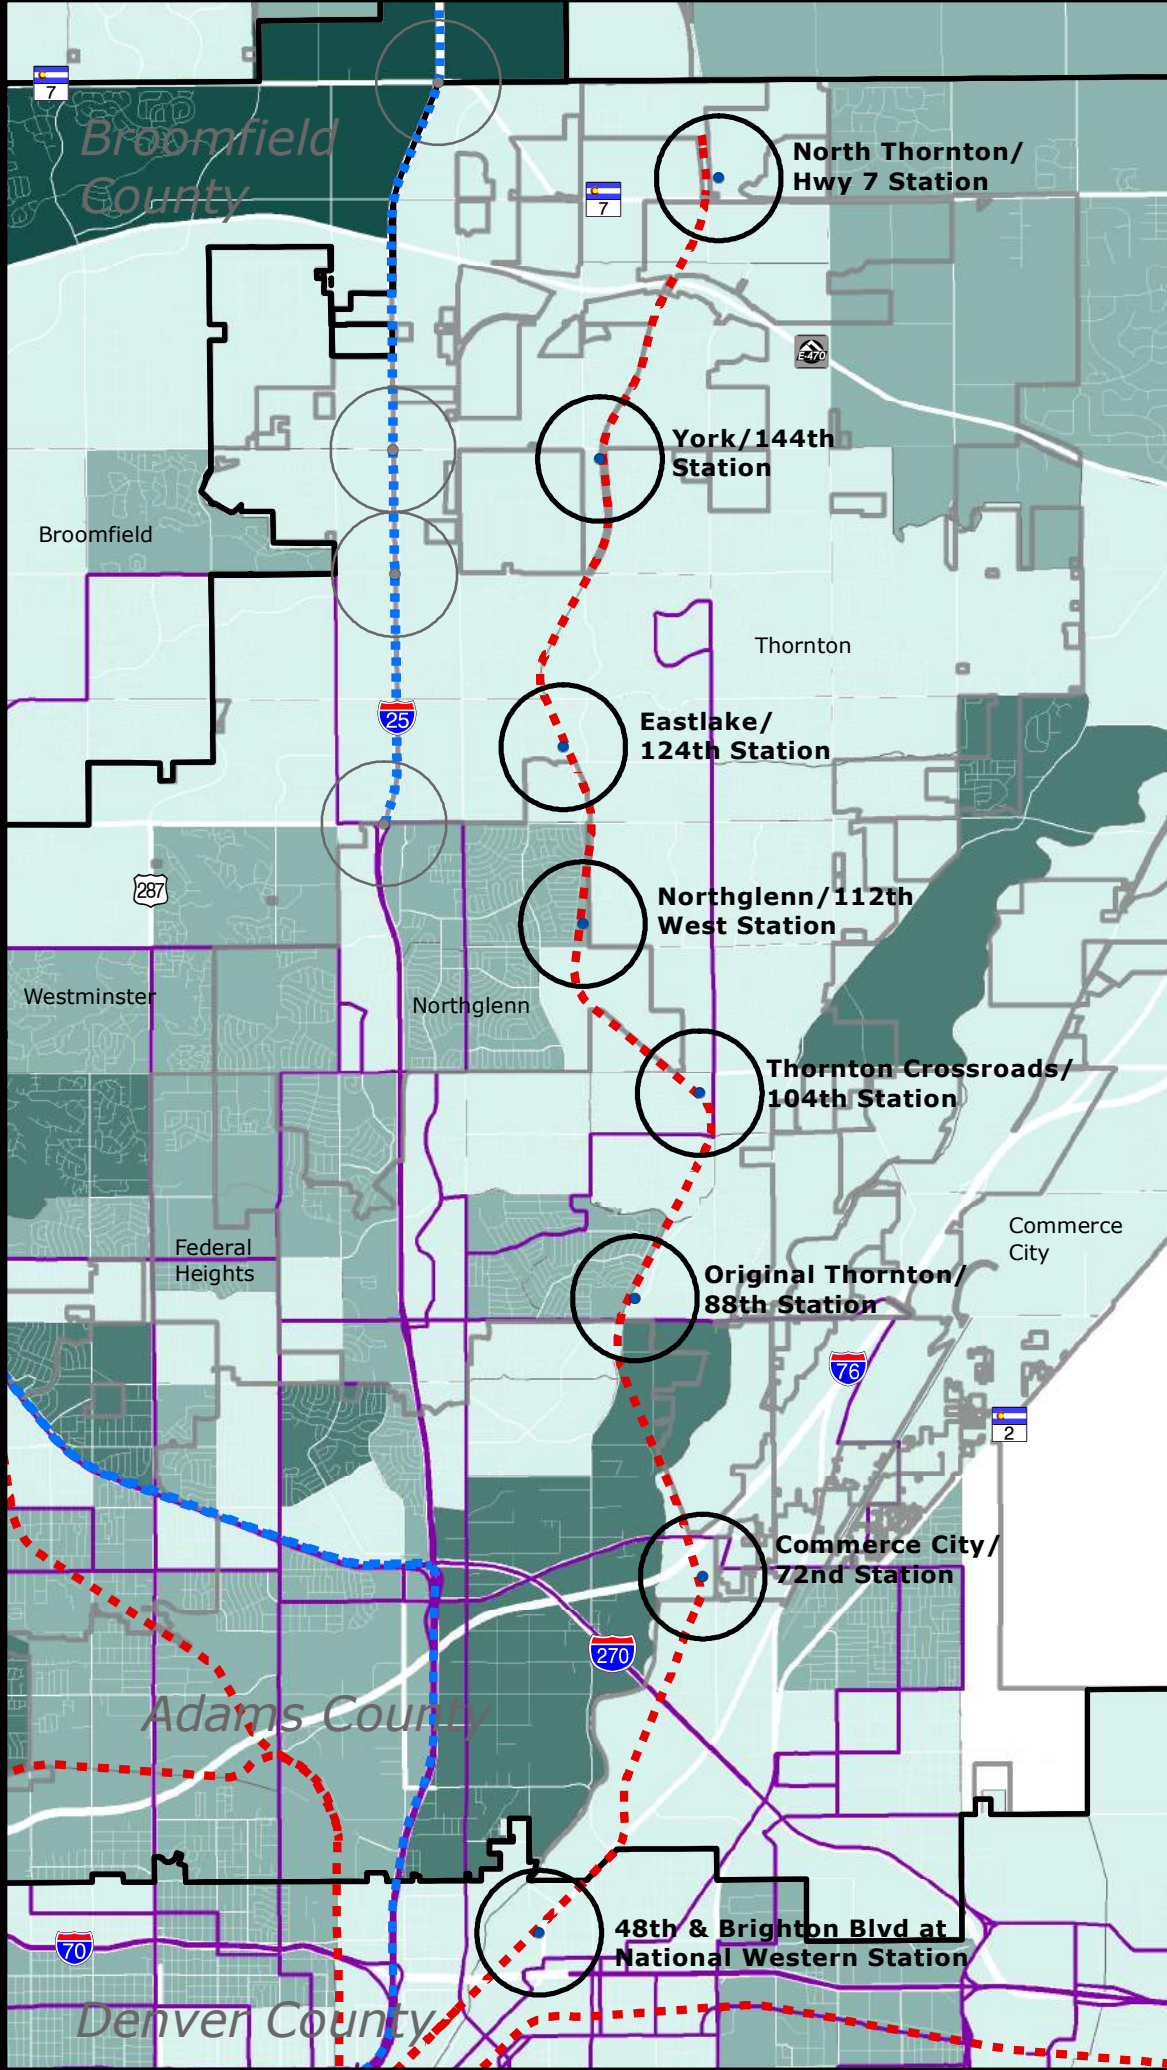 7
Broomfield
County
North Thornton/
Hwy 7 Station
7
E-470
York/144th
Station
Broomfield
Thornton
25
Eastlake/
124th Station
287
Northglenn/112th
West Station
Westminster
Northglenn
Thornton Crossroads/
104th Station
Commerce
City
Federal
Heights
Original Thornton/
88th Station
76
2
Commerce City/
72nd Station
270
Adams County
48th & Brighton Blvd at
National Western Station
70
Denver County